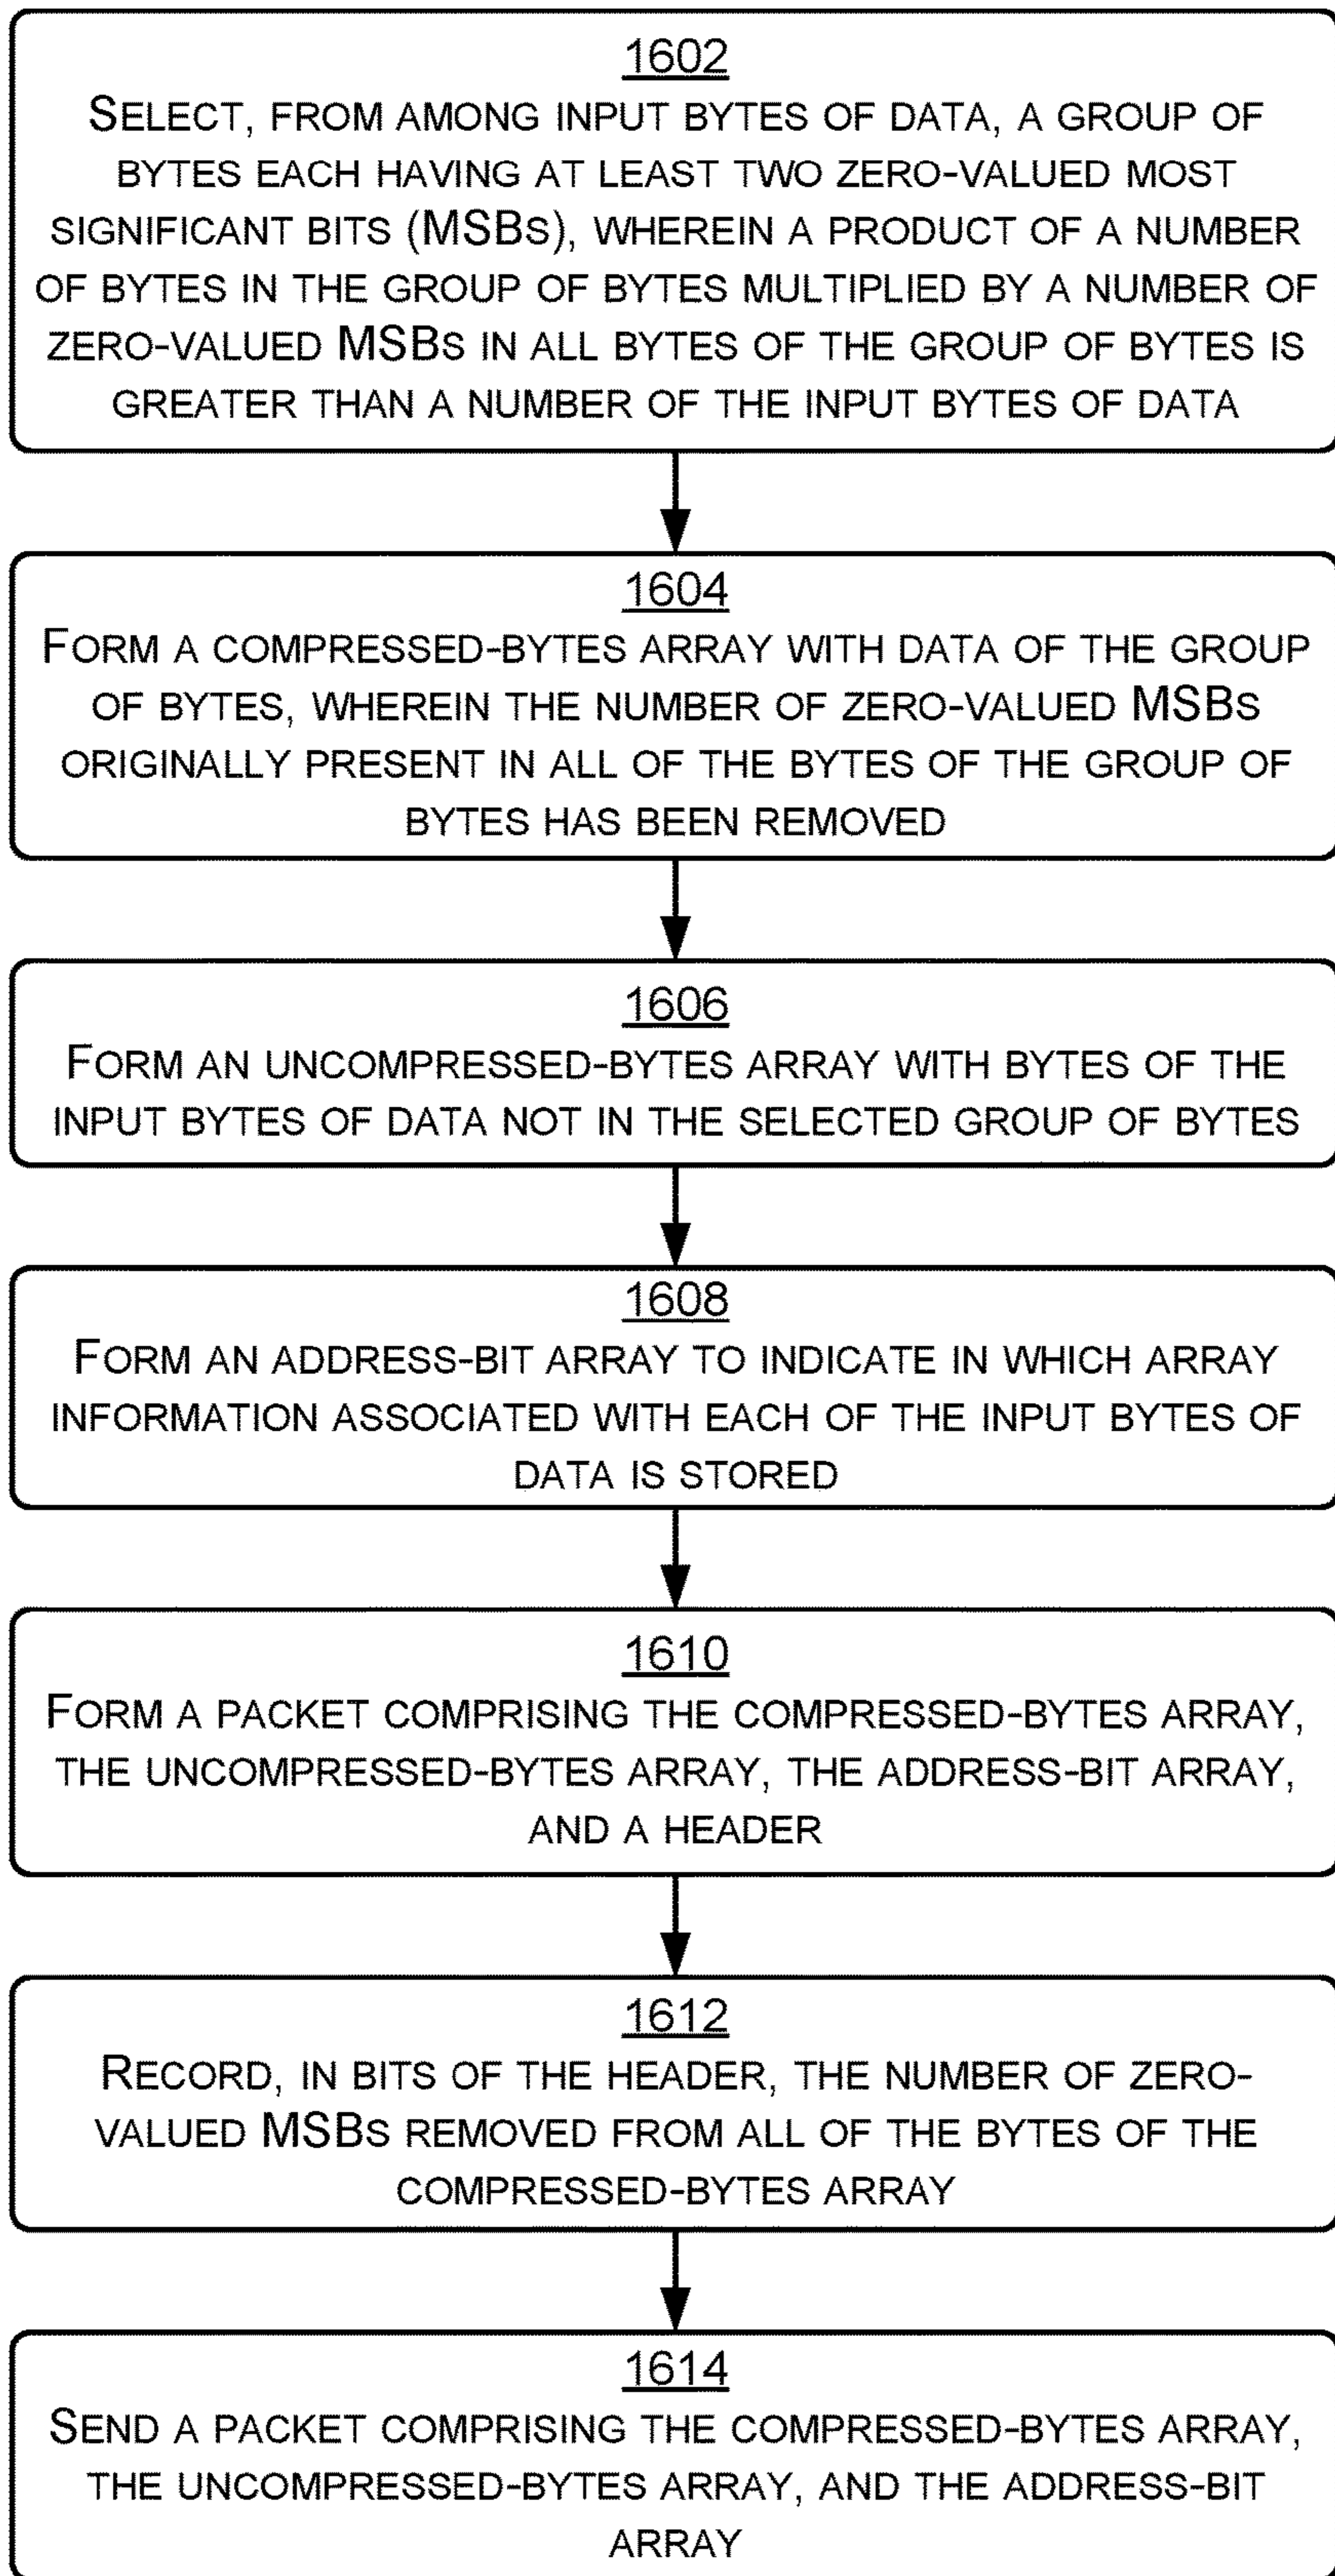 1602
SELECT, FROM AMONG INPUT BYTES OF DATA, A GROUP OF
BYTES EACH HAVING AT LEAST TWO ZERO-VALUED MOST
SIGNIFICANT BITS (MSBS), WHEREIN A PRODUCT OF A NUMBER
OF BYTES IN THE GROUP OF BYTES MULTIPLIED BY A NUMBER OF
ZERO-VALUED MSBS IN ALL BYTES OF THE GROUP OF BYTES IS
GREATER THAN A NUMBER OF THE INPUT BYTES OF DATA
1604
FORM A COMPRESSED-BYTES ARRAY WITH DATA OF THE GROUP
OF BYTES, WHEREIN THE NUMBER OF ZERO-VALUED MSBS
ORIGINALLY PRESENT IN ALL OF THE BYTES OF THE GROUP OF
BYTES HAS BEEN REMOVED
1606
FORM AN UNCOMPRESSED-BYTES ARRAY WITH BYTES OF THE
INPUT BYTES OF DATA NOT IN THE SELECTED GROUP OF BYTES
1608
FORM AN ADDRESS-BIT ARRAY TO INDICATE IN WHICH ARRAY
INFORMATION ASSOCIATED WITH EACH OF THE INPUT BYTES OF
DATA IS STORED
1610
FORM A PACKET COMPRISING THE COMPRESSED-BYTES ARRAY,
THE UNCOMPRESSED-BYTES ARRAY, THE ADDRESS-BIT ARRAY,
AND A HEADER
1612
RECORD, IN BITS OF THE HEADER, THE NUMBER OF ZERO-
VALUED MSBS REMOVED FROM ALL OF THE BYTES OF THE
COMPRESSED-BYTES ARRAY
1614
SEND A PACKET COMPRISING THE COMPRESSED-BYTES ARRAY,
THE UNCOMPRESSED-BYTES ARRAY, AND THE ADDRESS-BIT
ARRAY